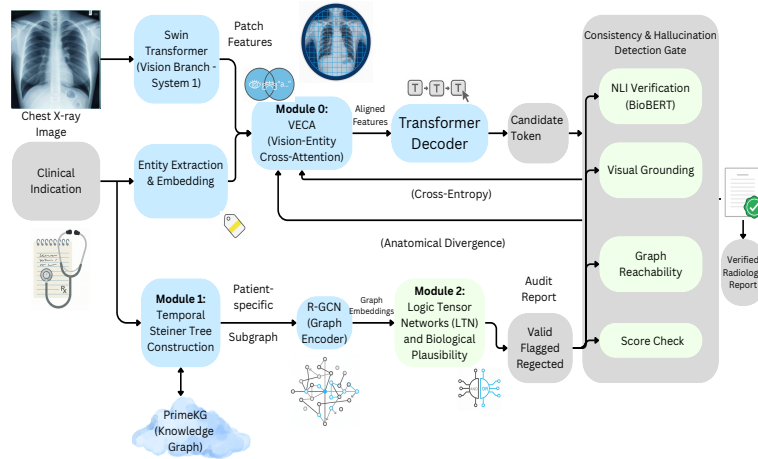 Chest X-ray
Image
Swin
Transformer
(Vision Branch -
System 1)
Patch
Features
Clinical
Indication
Entity Extraction
& Embedding
Module 0:
VECA
(Vision-Entity
Cross-Attention)
Aligned
Features
T T T
Transformer
Decoder
Candidate
Token
(Cross-Entropy)
(Anatomical Divergence)
Module 1:
Temporal
Steiner Tree
Construction
PrimeKG
(Knowledge
Graph)
Patient-
specific
Subgraph
R-GCN
(Graph
Encoder)
Graph
Embeddings
Module 2:
Logic Tensor
Networks (LTN)
and Biological
Plausibility
Audit
Report
Valid
Flagged
Regected
Consistency & Hallucination
Detection Gate
NLI Verification
(BioBERT)
Visual Grounding
Graph
Reachability
Score Check
Verified
Radiology
Report